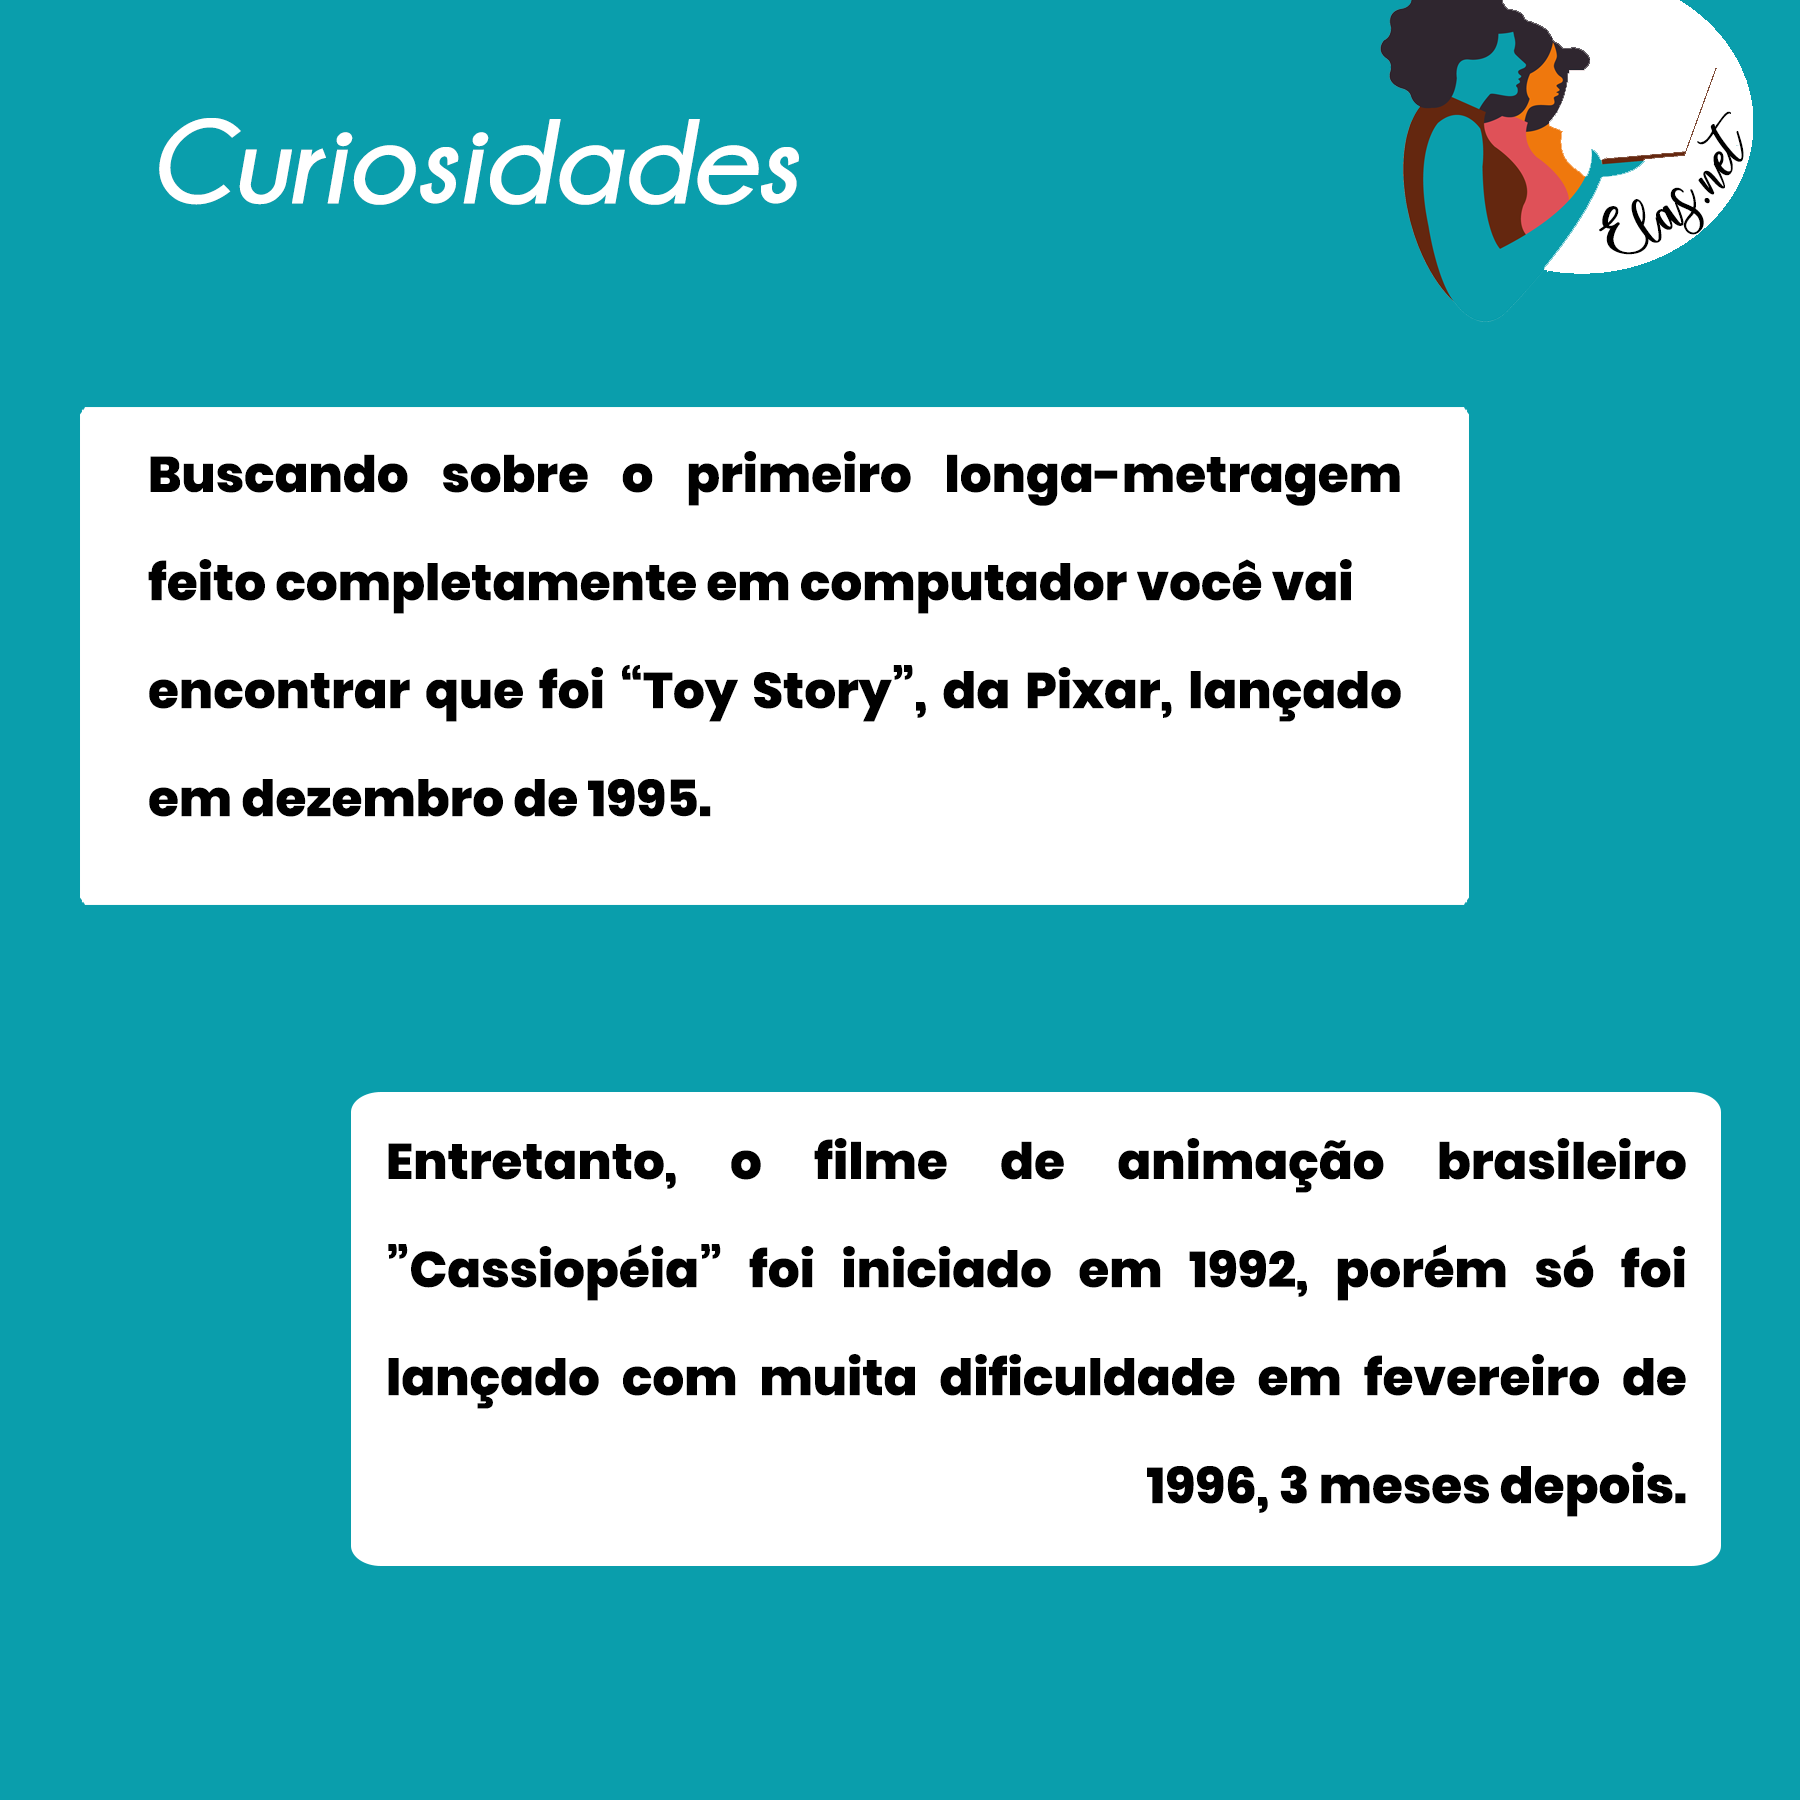 Curiosidades
Elas.net
Buscando sobre o primeiro longa-metragem
feito completamente em computador você vai
encontrar que foi “Toy Story”, da Pixar, lançado
em dezembro de 1995.
Entretanto, o filme de animação brasileiro
”Cassiopéia” foi iniciado em 1992, porém só foi
lançado com muita dificuldade em fevereiro de
1996, 3 meses depois.